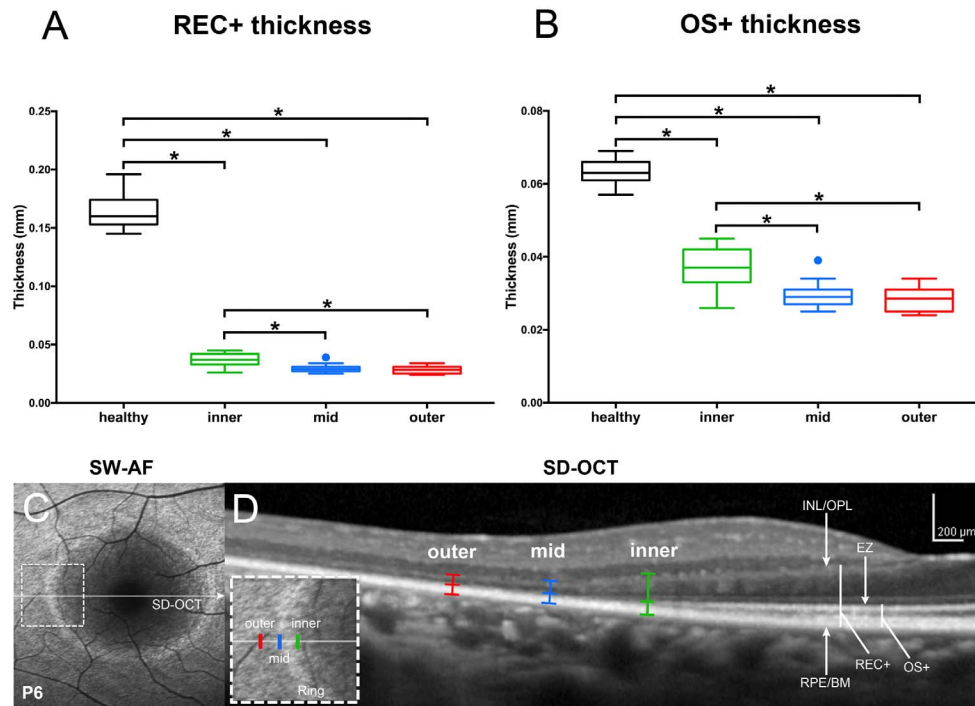 A
REC+ thickness
Thickness (mm)
0.25
0.20
0.15
0.10
0.05
0.00
*
*
*
*
*
healthy
inner
mid
outer
B
OS+ thickness
Thickness (mm)
0.08
0.06
0.04
0.02
0.00
*
*
*
*
*
healthy
inner
mid
outer
SW-AF
C
SD-OCT
P6
SD-OCT
D
outer
mid
inner
INL/OPL
EZ
200 µm
REC+
OS+
RPE/BM
outer
inner
mid
Ring